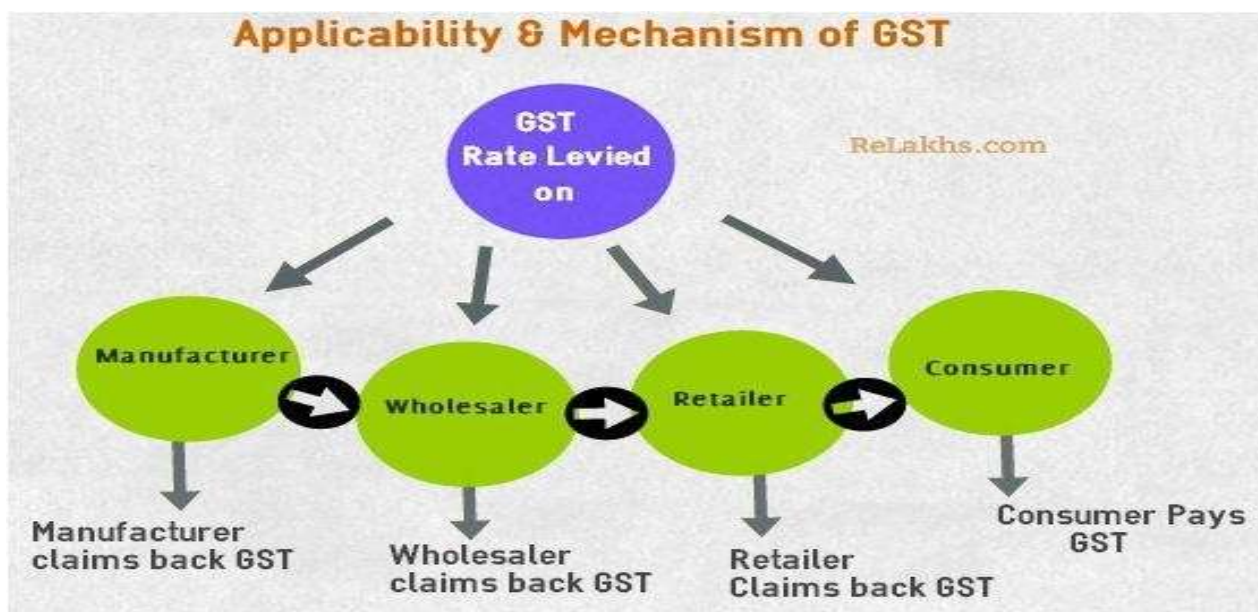 Applicability & Mechanism of GST
GST
Rate Levied
on
ReLakhs.com
Manufacturer
Wholesaler
Retailer
Consumer
Manufacturer
claims back GST
Wholesaler
claims back GST
Retailer
Claims back GST
Consumer Pays
GST